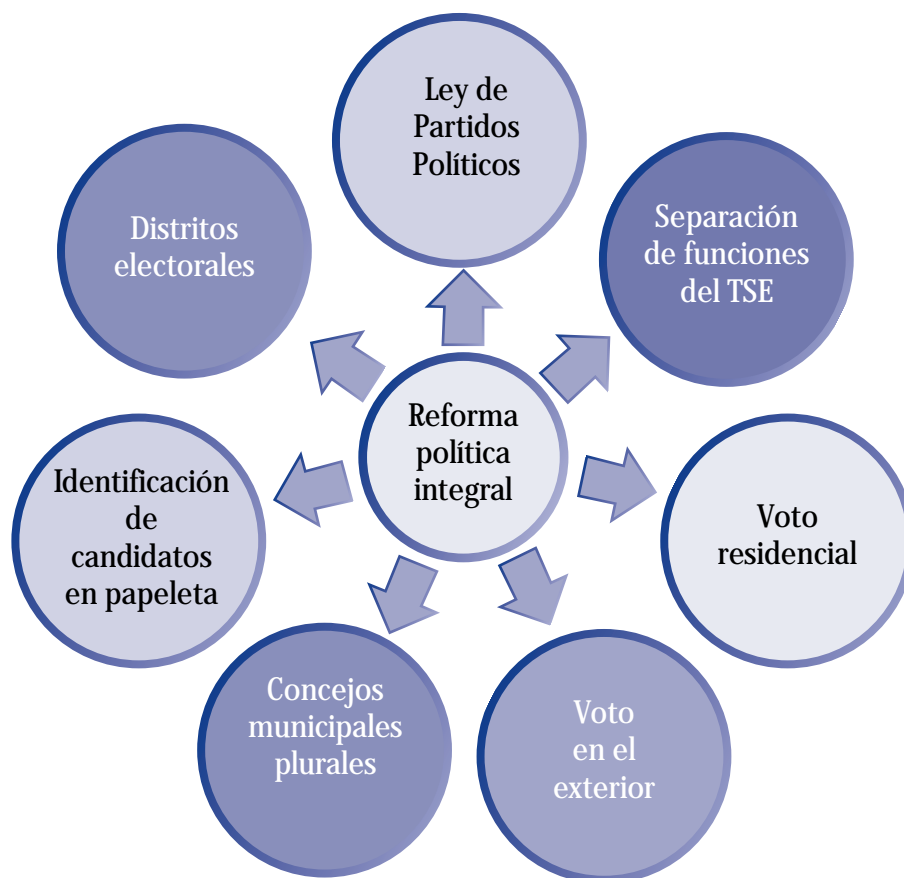 Ley de
Partidos
Políticos
Separación
de funciones
del TSE
Voto
residencial
Voto
en el
exterior
Concejos
municipales
plurales
Identificación
de
candidatos
en papeleta
Distritos
electorales
Reforma
política
integral